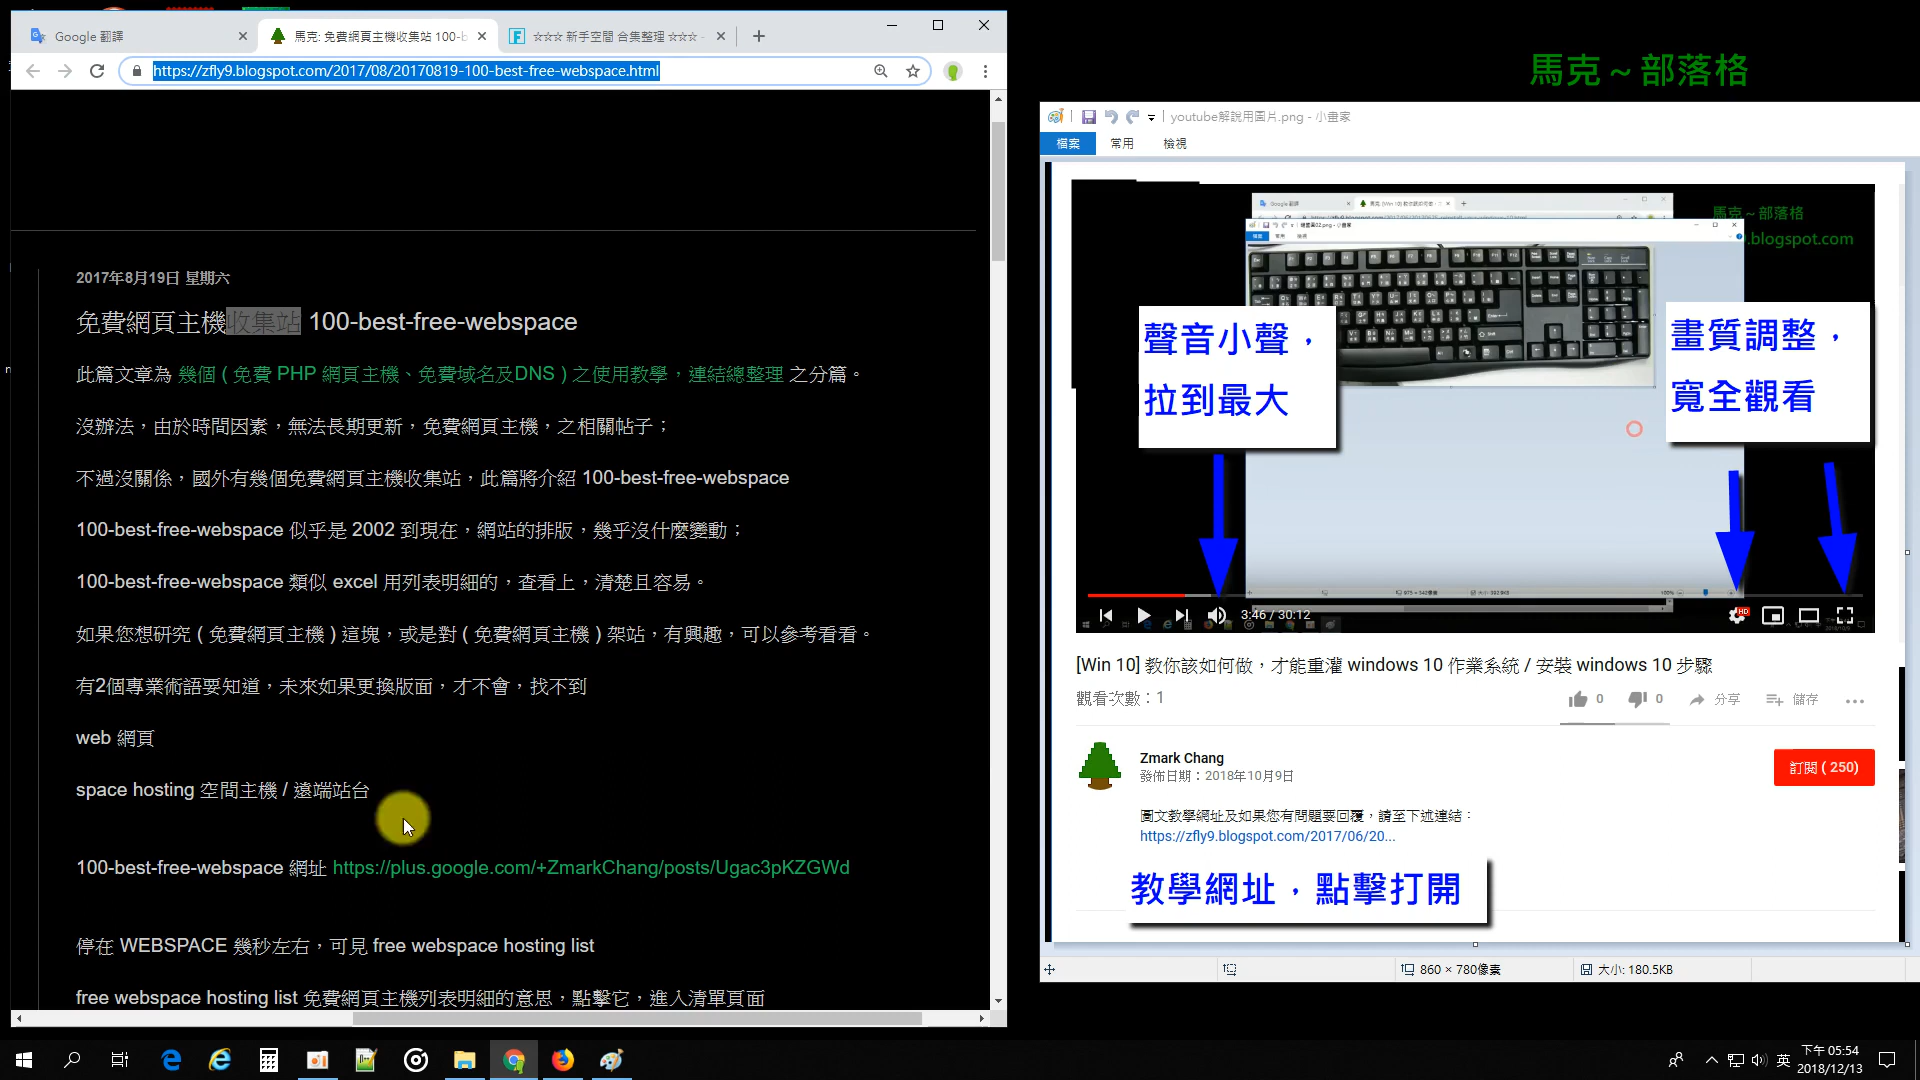 Google 翻譯
馬克: 免費網頁主機收集站 100-b
☆☆☆ 新手空間 合集整理 ☆☆☆ -
https://zfly9.blogspot.com/2017/08/20170819-100-best-free-webspace.html
2017年8月19日 星期六
免費網頁主機收集站 100-best-free-webspace
此篇文章為 幾個 ( 免費 PHP 網頁主機、免費域名及DNS ) 之使用教學，連結總整理 之分篇。
沒辦法，由於時間因素，無法長期更新，免費網頁主機，之相關帖子；
不過沒關係，國外有幾個免費網頁主機收集站，此篇將介紹 100-best-free-webspace
100-best-free-webspace 似乎是 2002 到現在，網站的排版，幾乎沒什麼變動；
100-best-free-webspace 類似 excel 用列表明細的，查看上，清楚且容易。
如果您想研究 ( 免費網頁主機 ) 這塊，或是對 ( 免費網頁主機 ) 架站，有興趣，可以參考看看。
有2個專業術語要知道，未來如果更換版面，才不會，找不到
web 網頁
space hosting 空間主機 / 遠端站台
100-best-free-webspace 網址 https://plus.google.com/+ZmarkChang/posts/Ugac3pKZGWd
停在 WEBSPACE 幾秒左右，可見 free webspace hosting list
free webspace hosting list 免費網頁主機列表明細的意思，點擊它，進入清單頁面
馬克～部落格
youtube解說用圖片.png - 小畫家
檔案 常用 檢視
馬克～部落格
.blogspot.com
聲音小聲，
拉到最大
畫質調整，
寬全觀看
3:46 / 30:12
HD
[Win 10] 教你該如何做，才能重灌 windows 10 作業系統 / 安裝 windows 10 步驟
觀看次數：1
0 0 分享 儲存
Zmark Chang
發佈日期：2018年10月9日
訂閱 ( 250)
圖文教學網址及如果您有問題要回覆，請至下述連結：
https://zfly9.blogspot.com/2017/06/20...
教學網址，點擊打開
860 × 780像素
大小: 180.5KB
英
下午 05:54
2018/12/13